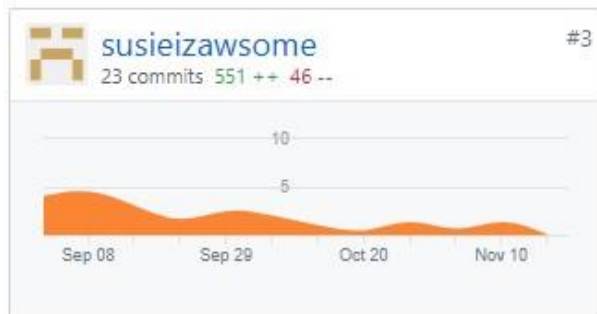 susieizawsome
#3
23 commits 551 ++ 46 --
10
5
Sep 08 Sep 29 Oct 20 Nov 10